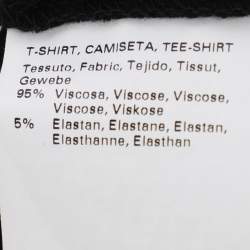 T-SHIRT, CAMISETA, TEE-SHIRT
Tessuto, Fabric, Tejido, Tissut,
Gewebe
95% Viscosa, Viscose, Viscose,
Viscose, Viskose
5% Elastan, Elastane, Elastan,
Elasthanne, Elasthan